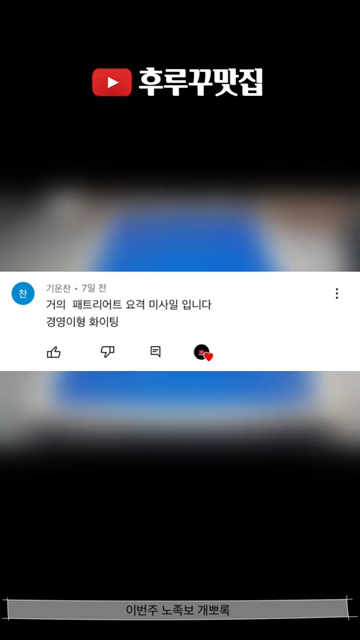 후루꾸맛집
찬
기운찬 • 7일 전
거의 패트리어트 요격 미사일 입니다
경영이형 화이팅
이번주 노족보 개뽀록